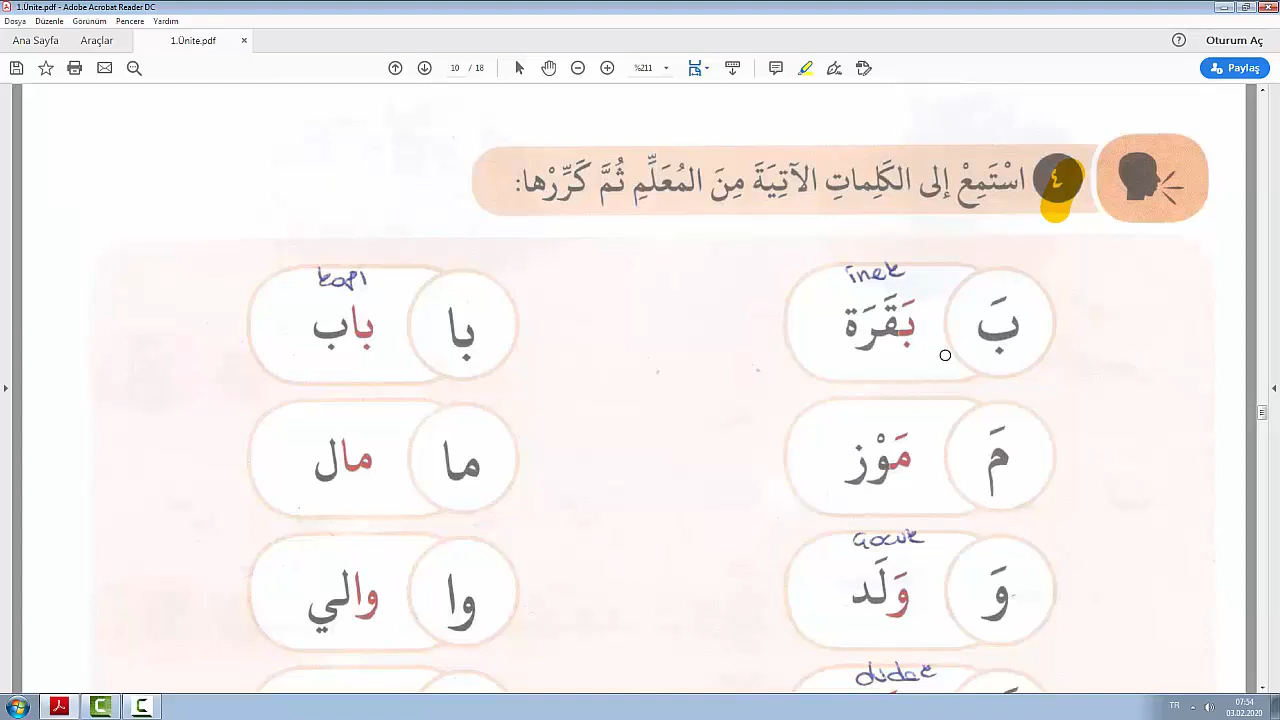 1.Ünite.pdf - Adobe Acrobat Reader DC
Dosya Düzenle Görünüm Pencere Yardım
Ana Sayfa Araçlar 1.Ünite.pdf × Oturum Aç
10 / 18 %211 Paylaş
٤ اسْتَمِعْ إلى الكَلِماتِ الآتِيَةَ مِنَ المُعَلِّمِ ثُمَّ كَرِّرْها:
inek kapı
بَ بَقَرَة با باب
مَ مَوْز ما مال
çocuk
وَ وَلَد وا والي
dudak
TR 07:54
03.02.2020